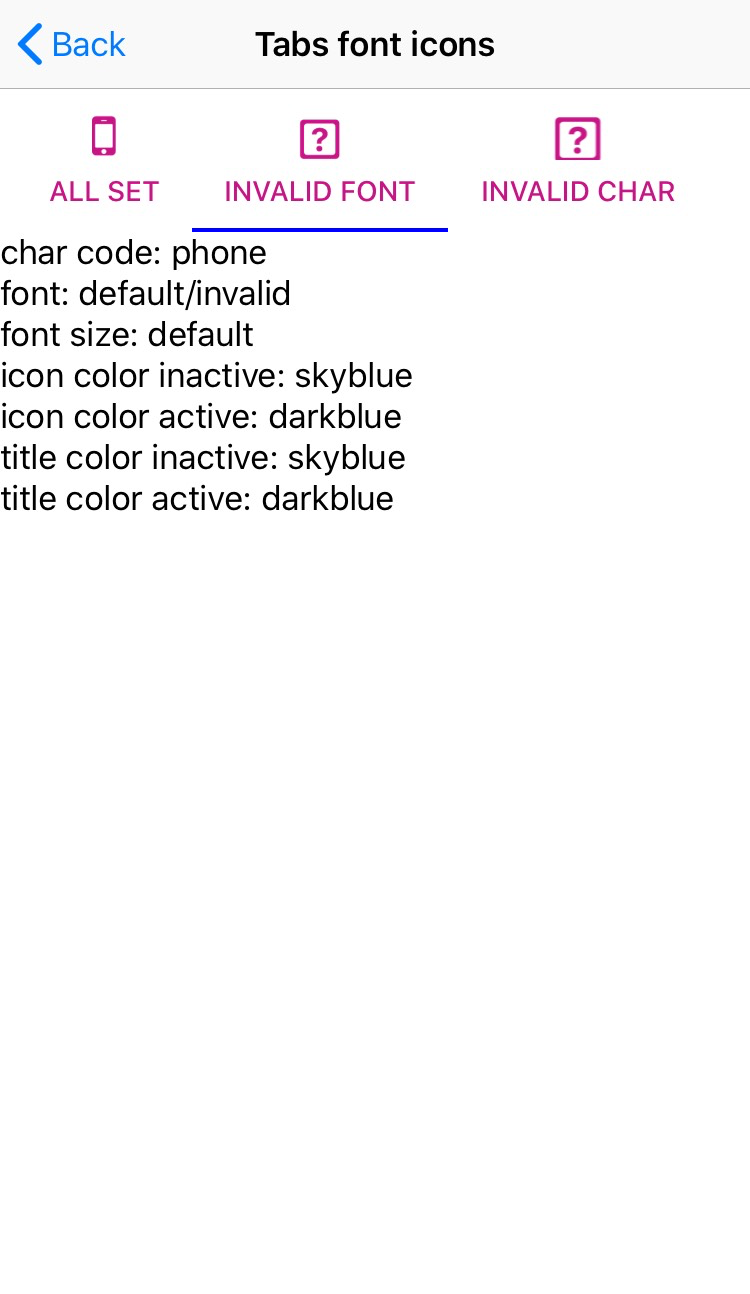 Back
Tabs font icons
ALL SET
INVALID FONT
INVALID CHAR
char code: phone
font: default/invalid
font size: default
icon color inactive: skyblue
icon color active: darkblue
title color inactive: skyblue
title color active: darkblue